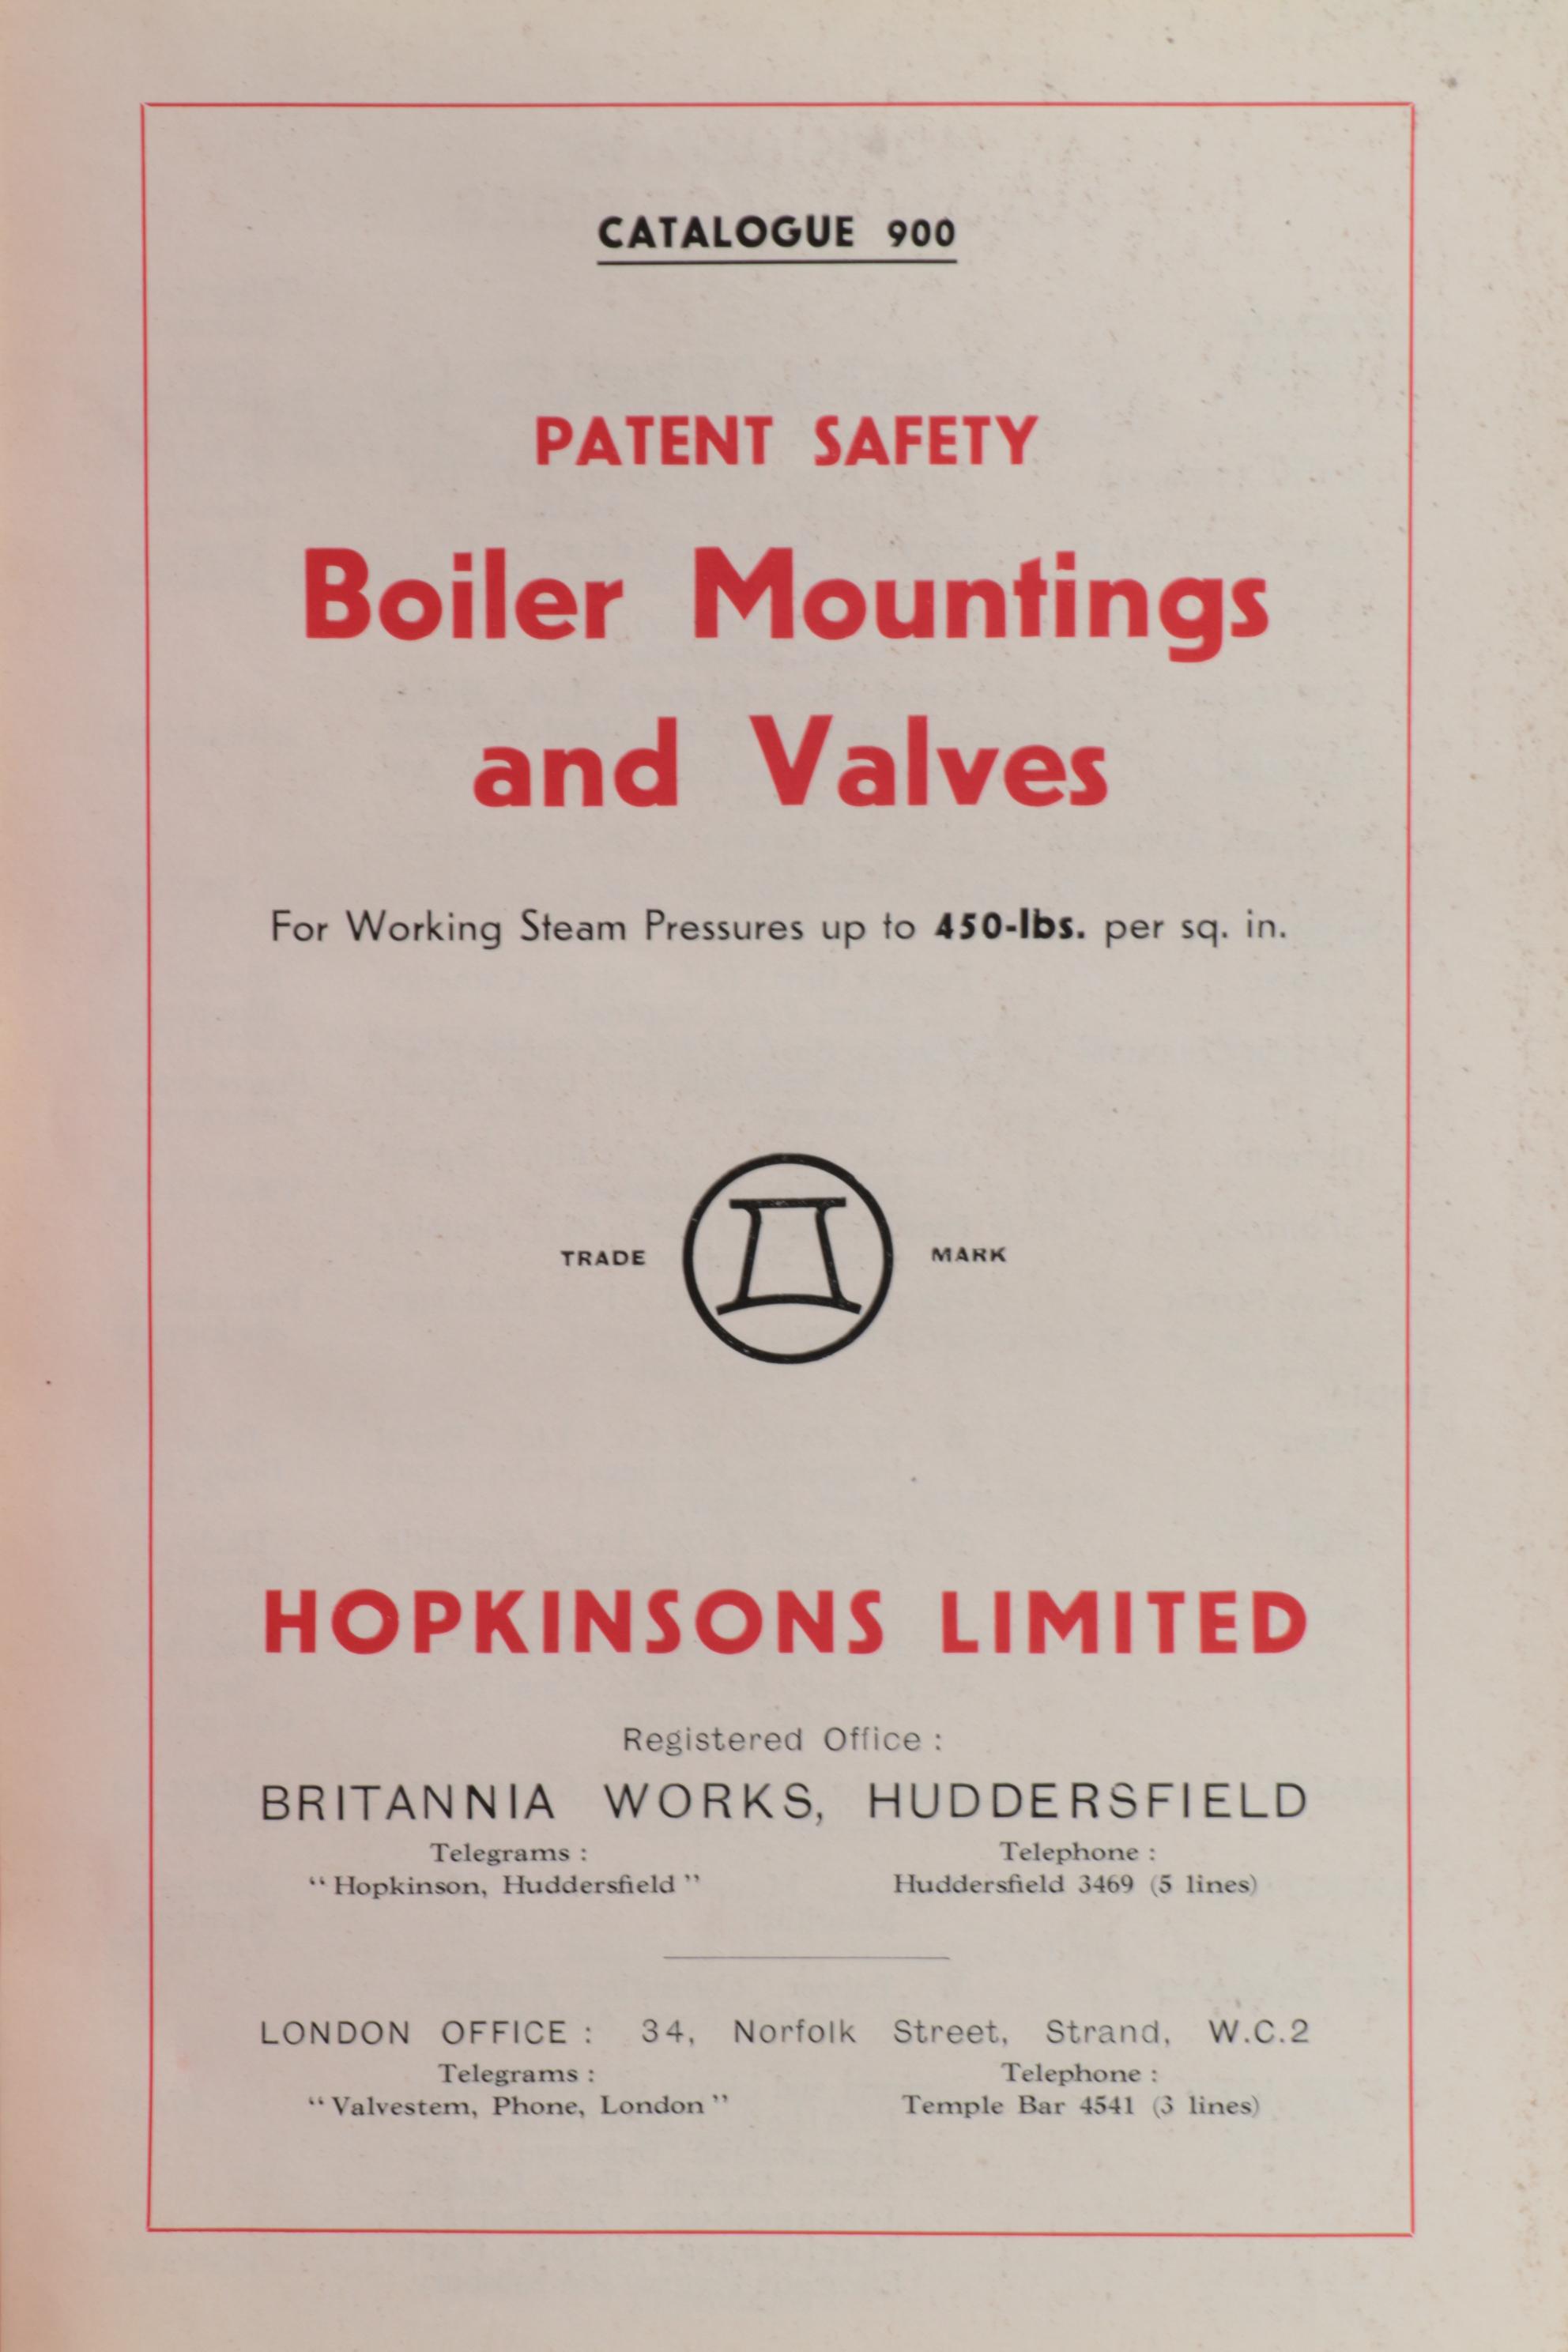 CATALOGUE 900
PATENT SAFETY
Boiler Mountings
and Valves
For Working Steam Pressures up to 450-lbs. per sq. in.
TRADE MARK
HOPKINSONS LIMITED
Registered Office :
BRITANNIA WORKS, HUDDERSFIELD
Telegrams : Telephone :
“Hopkinson, Huddersfield” Huddersfield 3469 (5 lines)
LONDON OFFICE : 34, Norfolk Street, Strand, W.C.2
Telegrams : Telephone :
“Valvestem, Phone, London” Temple Bar 4541 (3 lines)